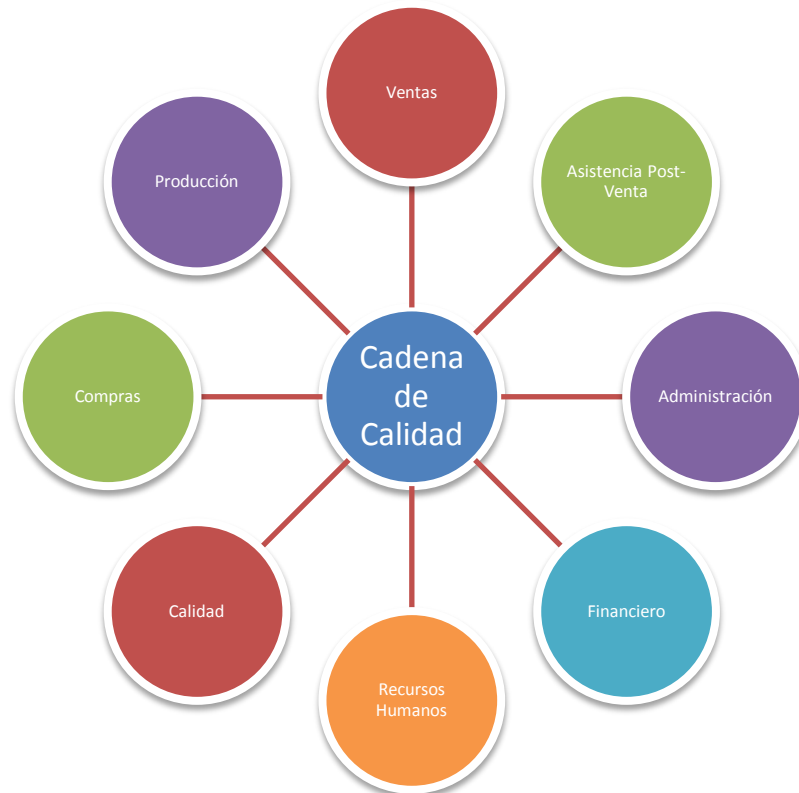 Ventas
Asistencia Post-
Venta
Administración
Financiero
Recursos
Humanos
Calidad
Compras
Producción
Cadena
de
Calidad